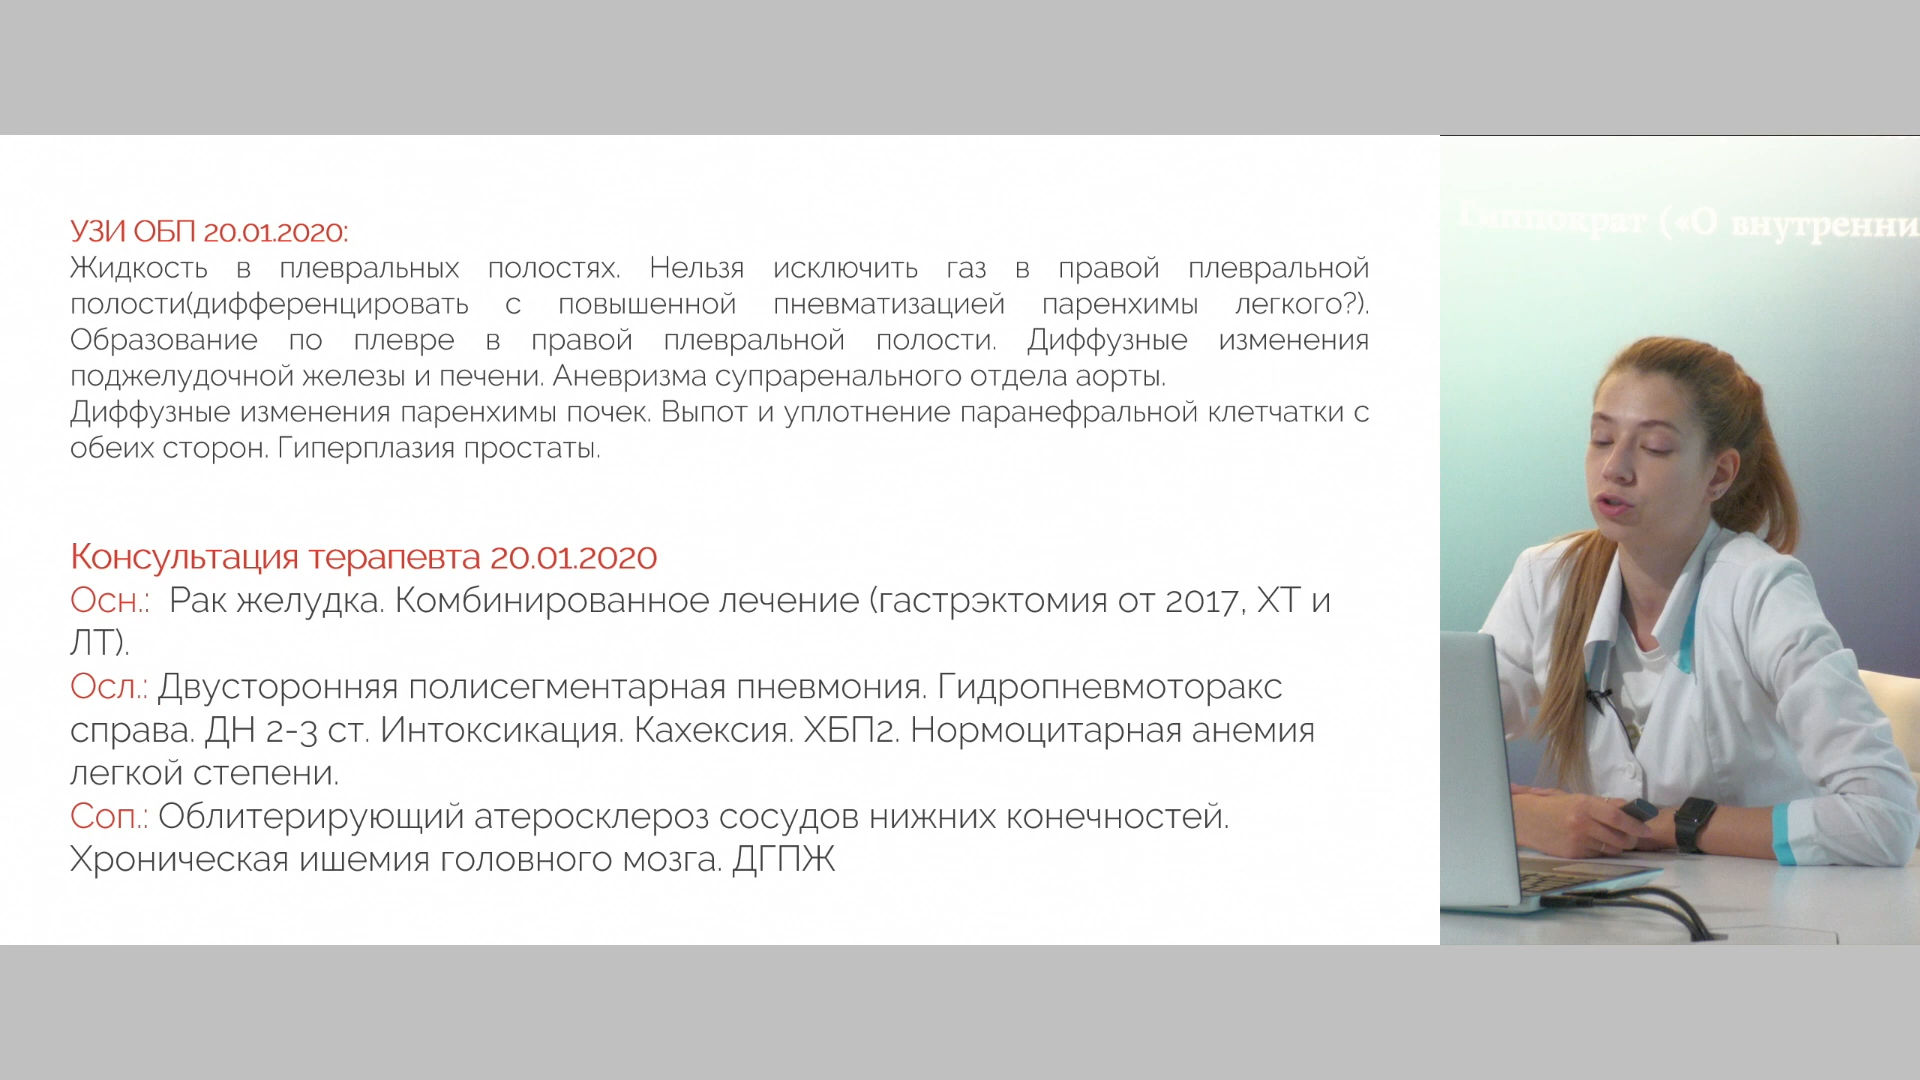 УЗИ ОБП 20.01.2020:
Жидкость в плевральных полостях. Нельзя исключить газ в правой плевральной
полости(дифференцировать с повышенной пневматизацией паренхимы легкого?).
Образование по плевре в правой плевральной полости. Диффузные изменения
поджелудочной железы и печени. Аневризма супраренального отдела аорты.
Диффузные изменения паренхимы почек. Выпот и уплотнение паранефральной клетчатки с
обеих сторон. Гиперплазия простаты.
Консультация терапевта 20.01.2020
Осн.: Рак желудка. Комбинированное лечение (гастрэктомия от 2017, ХТ и
ЛТ).
Осл.: Двусторонняя полисегментарная пневмония. Гидропневмоторакс
справа. ДН 2-3 ст. Интоксикация. Кахексия. ХБП2. Нормоцитарная анемия
легкой степени.
Соп.: Облитерирующий атеросклероз сосудов нижних конечностей.
Хроническая ишемия головного мозга. ДГПЖ
Гиппократ («О внутренни